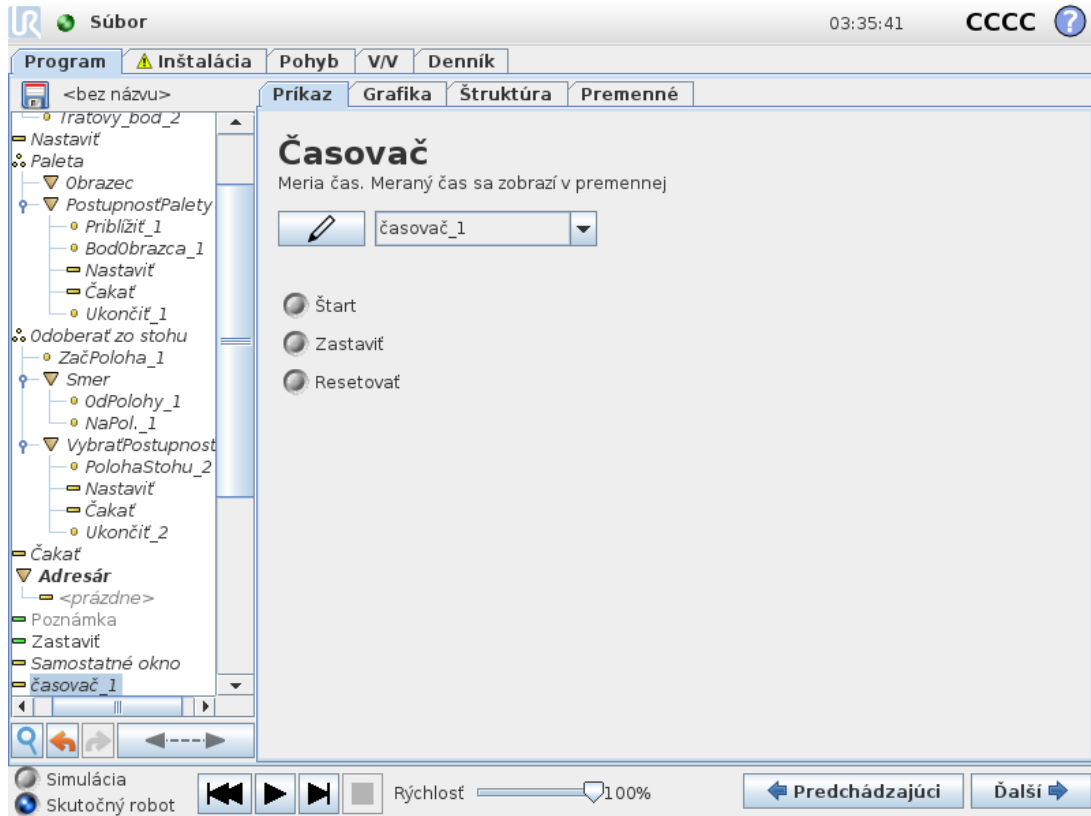 UR Súbor 03:35:41 CCCC ?
Program Inštalácia Pohyb V/V Denník
<bez názvu> Príkaz Grafika Štruktúra Premenné
Traťový_bod_2
Nastaviť
Paleta
Obrazec
PostupnosťPalety
Priblížiť_1
BodObrazca_1
Nastaviť
Čakať
Ukončiť_1
Odoberať zo stohu
ZačPoloha_1
Smer
OdPolohy_1
NaPol._1
VybraťPostupnost
PolohaStohu_2
Nastaviť
Čakať
Ukončiť_2
Čakať
Adresár
<prázdne>
Poznámka
Zastaviť
Samostatné okno
časovač_1
Časovač
Meria čas. Meraný čas sa zobrazí v premennej
časovač_1
Štart
Zastaviť
Resetovať
Simulácia
Skutočný robot
Rýchlosť 100%
Predchádzajúci Ďalší